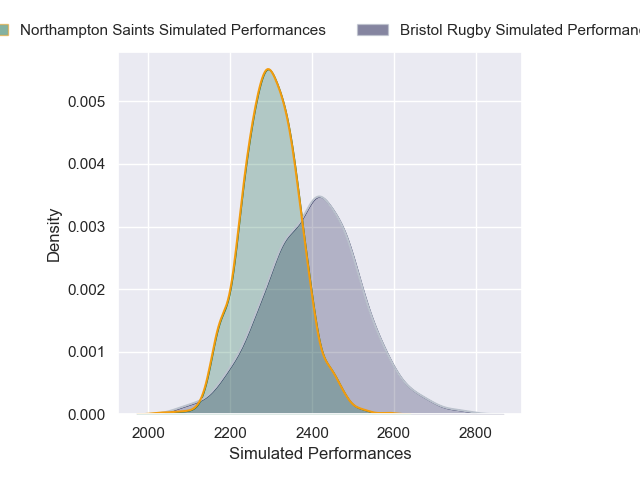 Northampton Saints Simulated Performances
Bristol Rugby Simulated
0.005
0.004
0.003
0.002
0.001
0.000
Density
2000 2200 2400 2600 2800
Simulated Performances